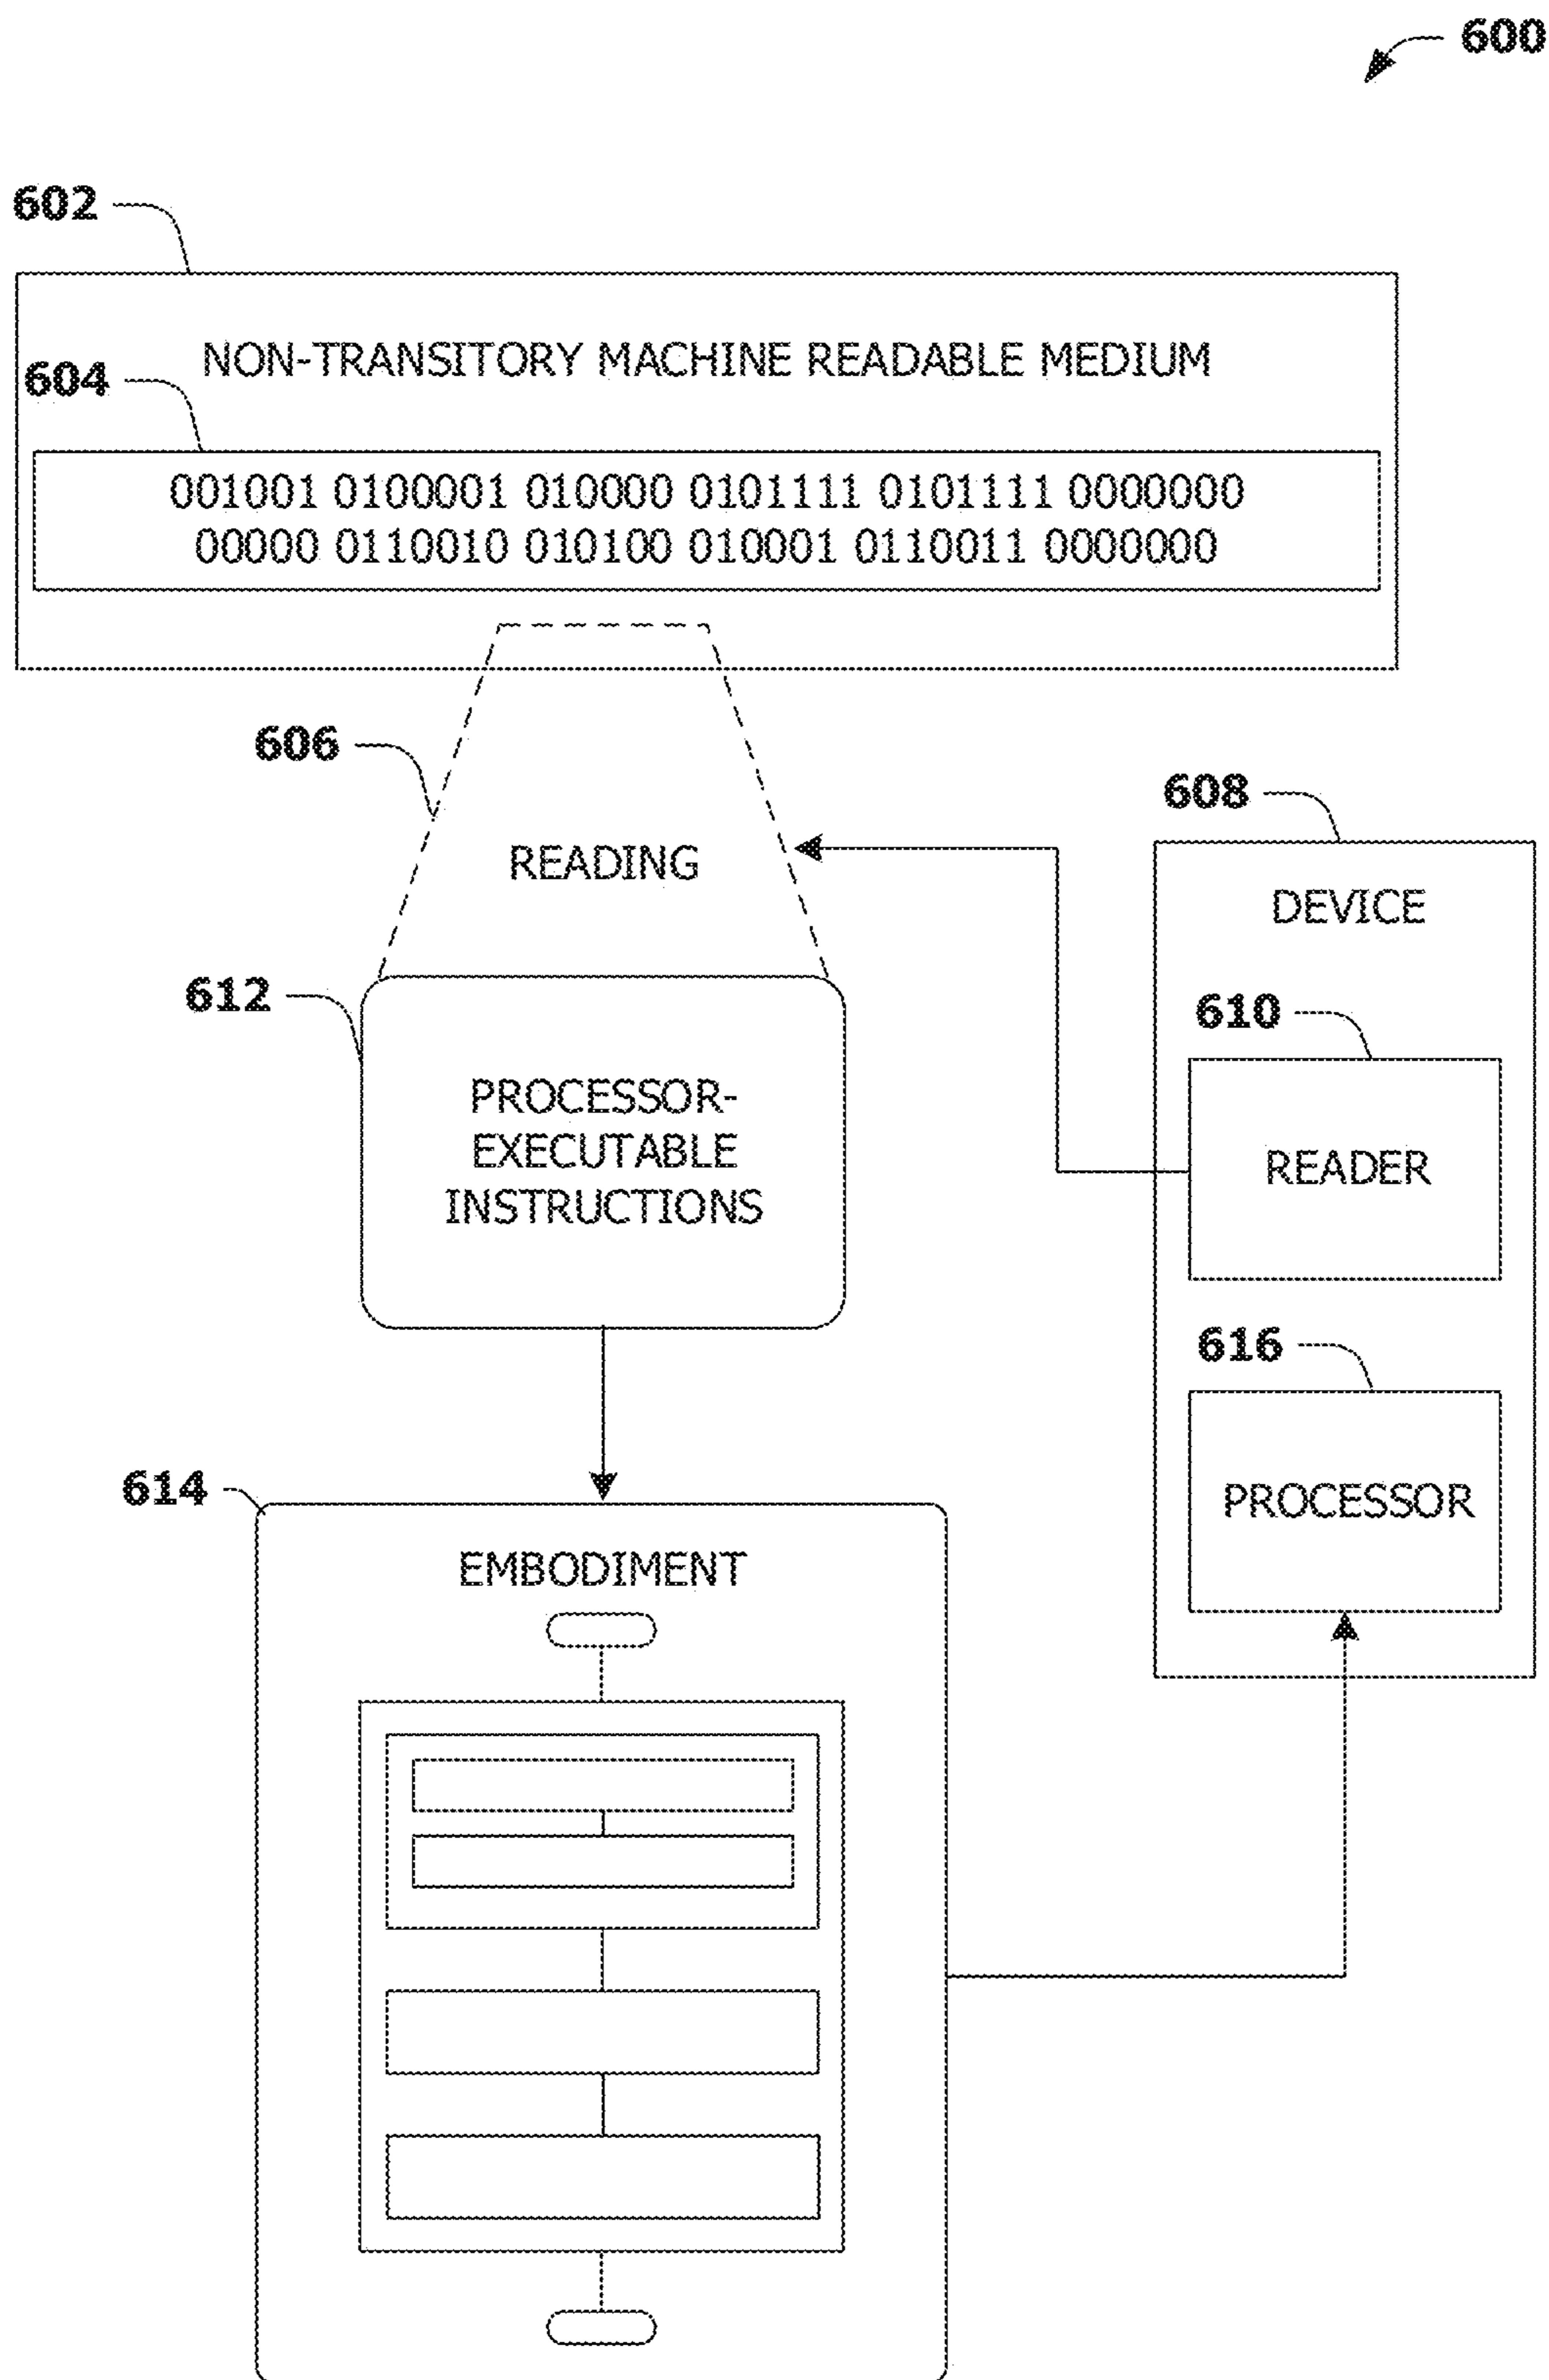 600
602
NON-TRANSITORY MACHINE READABLE MEDIUM
604
001001 0100001 010000 0101111 0101111 0000000
00000 0110010 010100 010001 0110011 0000000
606
READING
608
DEVICE
610
READER
612
PROCESSOR-
EXECUTABLE
INSTRUCTIONS
616
PROCESSOR
614
EMBODIMENT